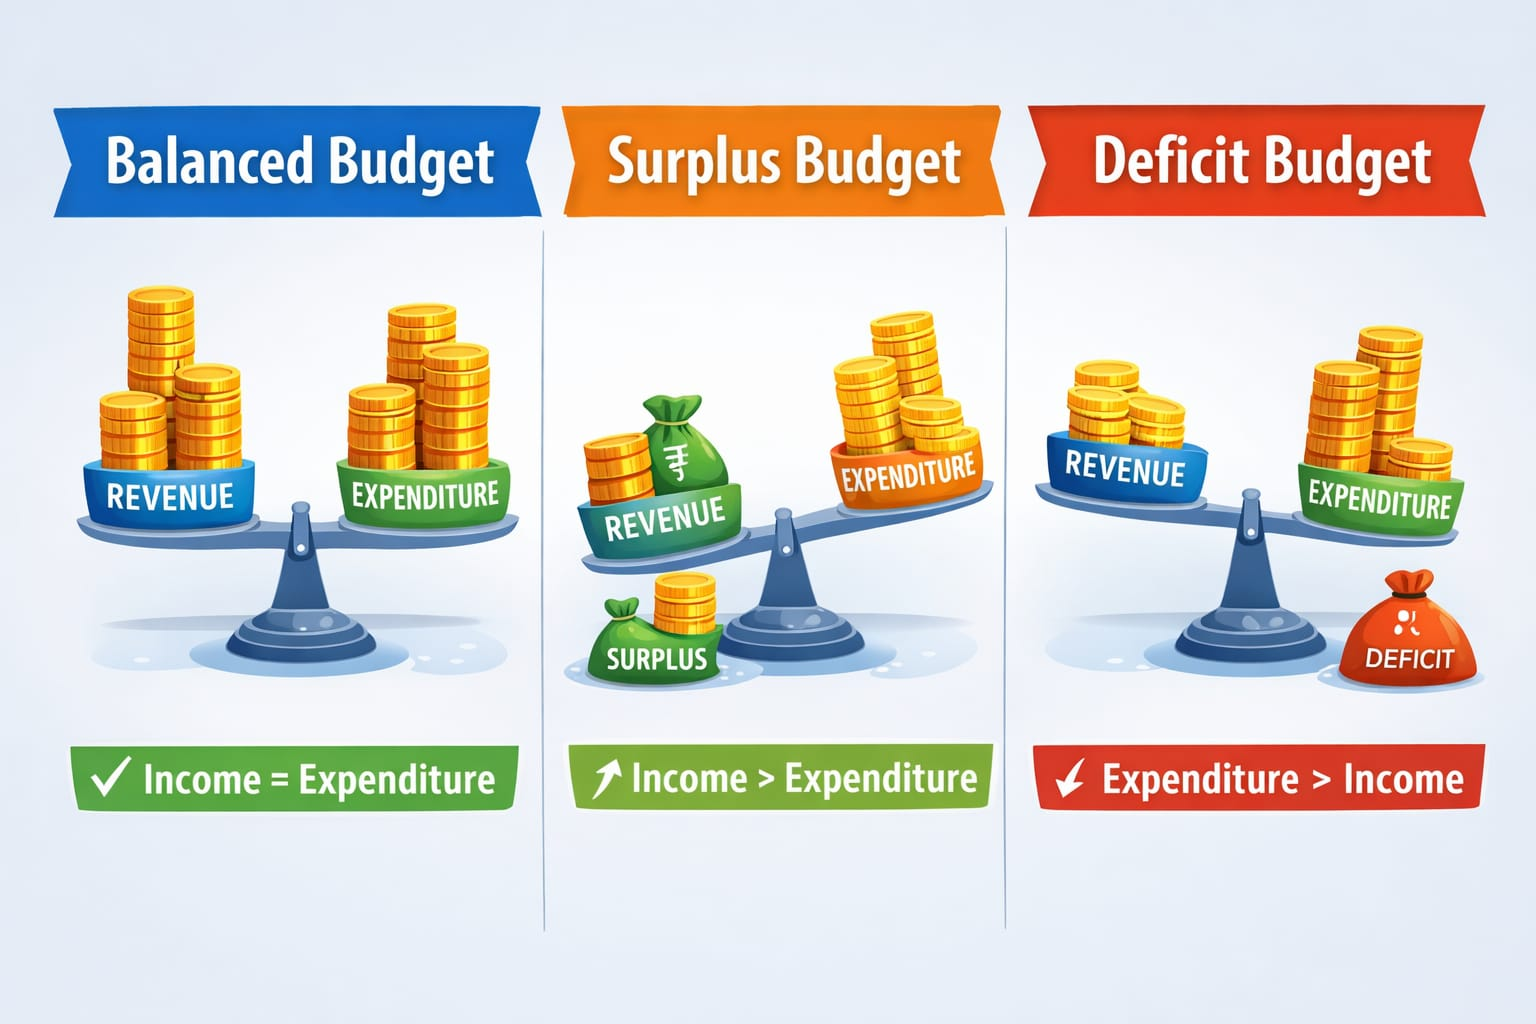 Balanced Budget
REVENUE
EXPENDITURE
✓ Income = Expenditure
Surplus Budget
REVENUE
EXPENDITURE
SURPLUS
Income > Expenditure
Deficit Budget
REVENUE
EXPENDITURE
DEFICIT
Expenditure > Income